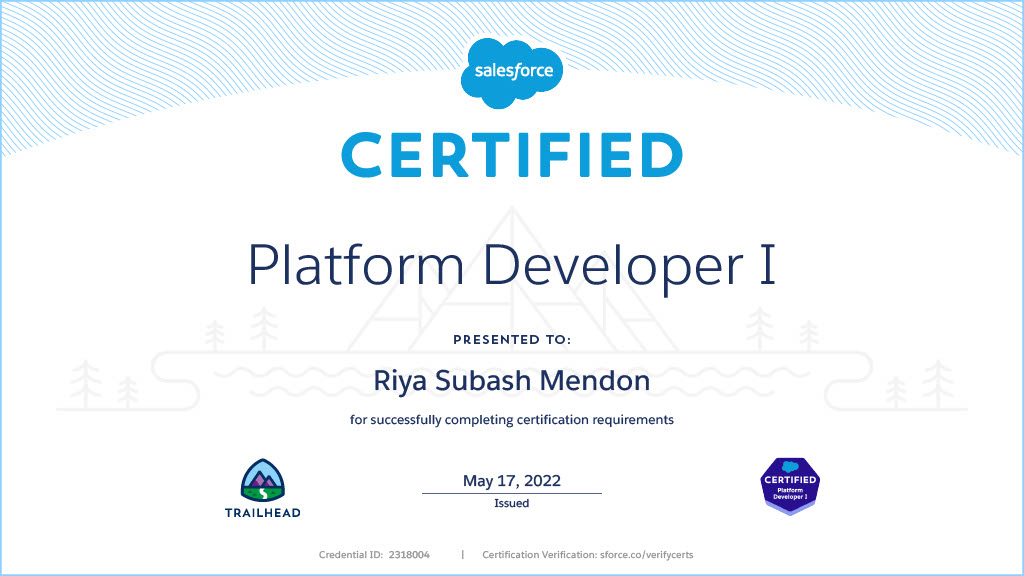 salesforce
CERTIFIED
Platform Developer I
PRESENTED TO:
Riya Subash Mendon
for successfully completing certification requirements
TRAILHEAD
May 17, 2022
Issued
CERTIFIED
Platform
Developer I
Credential ID: 2318004 | Certification Verification: sforce.co/verifycerts